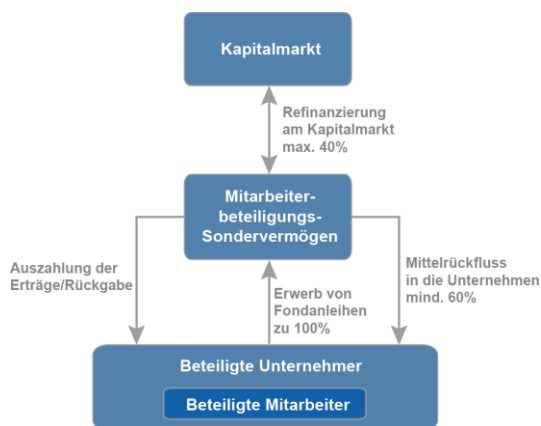 Kapitalmarkt
Refinanzierung
am Kapitalmarkt
max. 40%
Mitarbeiter-
beteiligungs-
Sondervermögen
Auszahlung der
Erträge/Rückgabe
Erwerb von
Fondanleihen
zu 100%
Mittelrückfluss
in die Unternehmen
mind. 60%
Beteiligte Unternehmer
Beteiligte Mitarbeiter